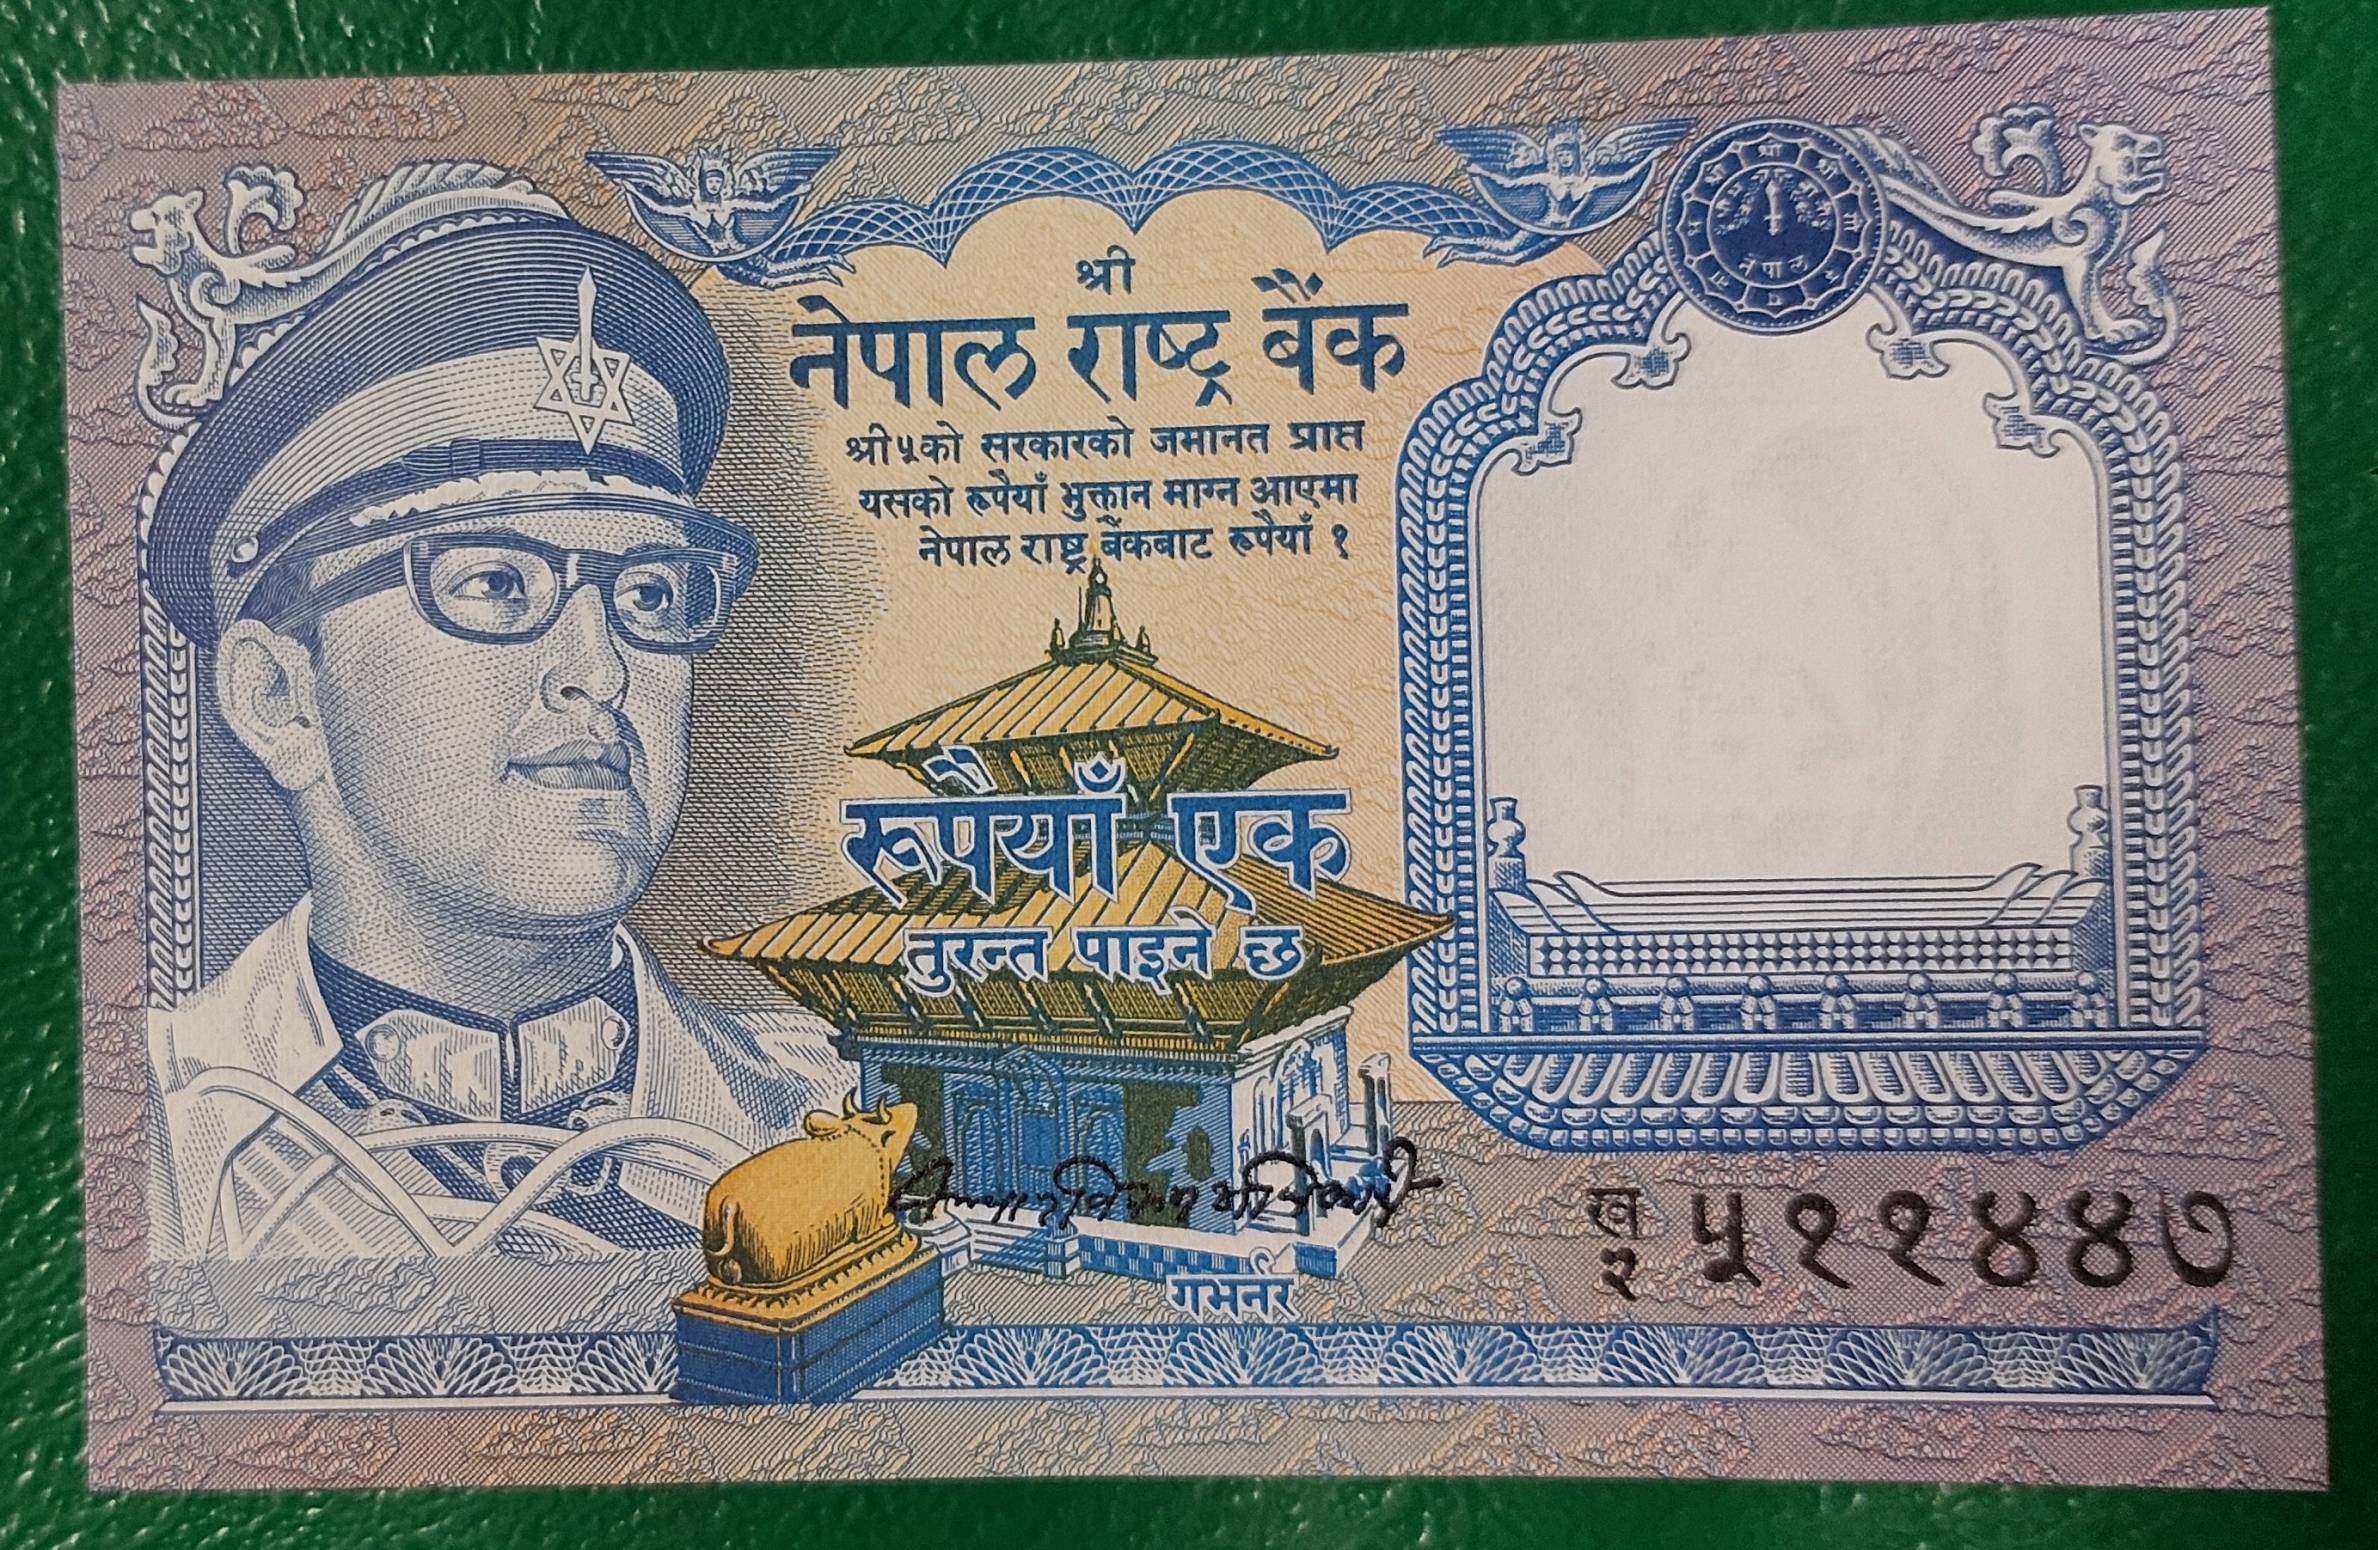 श्री
नेपाल राष्ट्र बैंक
श्री ५ को सरकारको जमानत प्राप्त
यसको रूपैयाँ भुक्तान माग्न आएमा
नेपाल राष्ट्र बैंकबाट रूपैयाँ १
रूपैयाँ एक
तुरन्त पाइने छ
गभर्नर
ख
२ ५११४४७
नेपाल